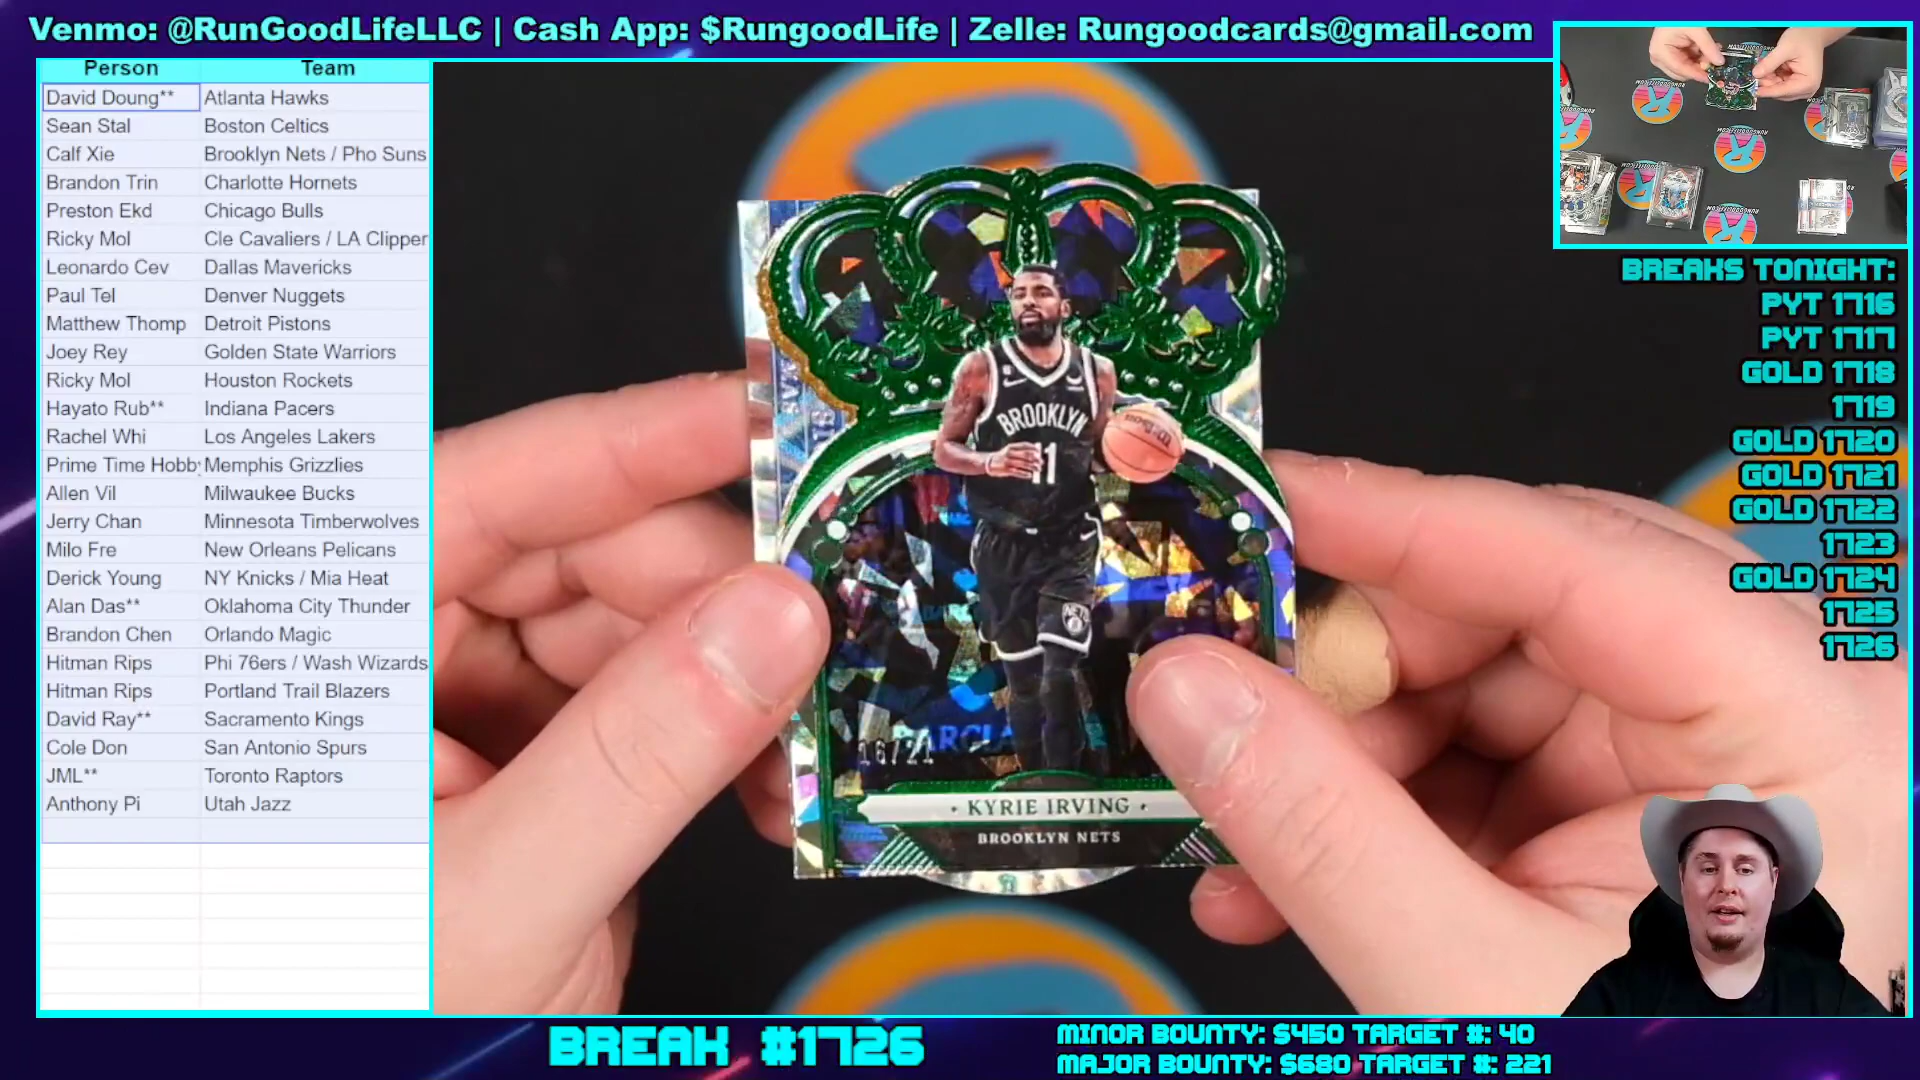 Venmo: @RunGoodLifeLLC | Cash App: $RungoodLife | Zelle: Rungoodcards@gmail.com
Person Team
David Doung** Atlanta Hawks
Sean Stal Boston Celtics
Calf Xie Brooklyn Nets / Pho Suns
Brandon Trin Charlotte Hornets
Preston Ekd Chicago Bulls
Ricky Mol Cle Cavaliers / LA Clipper
Leonardo Cev Dallas Mavericks
Paul Tel Denver Nuggets
Matthew Thomp Detroit Pistons
Joey Rey Golden State Warriors
Ricky Mol Houston Rockets
Hayato Rub** Indiana Pacers
Rachel Whi Los Angeles Lakers
Prime Time Hobby Memphis Grizzlies
Allen Vil Milwaukee Bucks
Jerry Chan Minnesota Timberwolves
Milo Fre New Orleans Pelicans
Derick Young NY Knicks / Mia Heat
Alan Das** Oklahoma City Thunder
Brandon Chen Orlando Magic
Hitman Rips Phi 76ers / Wash Wizards
Hitman Rips Portland Trail Blazers
David Ray** Sacramento Kings
Cole Don San Antonio Spurs
JML** Toronto Raptors
Anthony Pi Utah Jazz
BROOKLYN
11
NETS
BARCLA
16/21
· KYRIE IRVING ·
BROOKLYN NETS
BREAKS TONIGHT:
PYT 1716
PYT 1717
GOLD 1718
1719
GOLD 1720
GOLD 1721
GOLD 1722
1723
GOLD 1724
1725
1726
BREAK #1726
MINOR BOUNTY: $450 TARGET #: 40
MAJOR BOUNTY: $680 TARGET #: 221